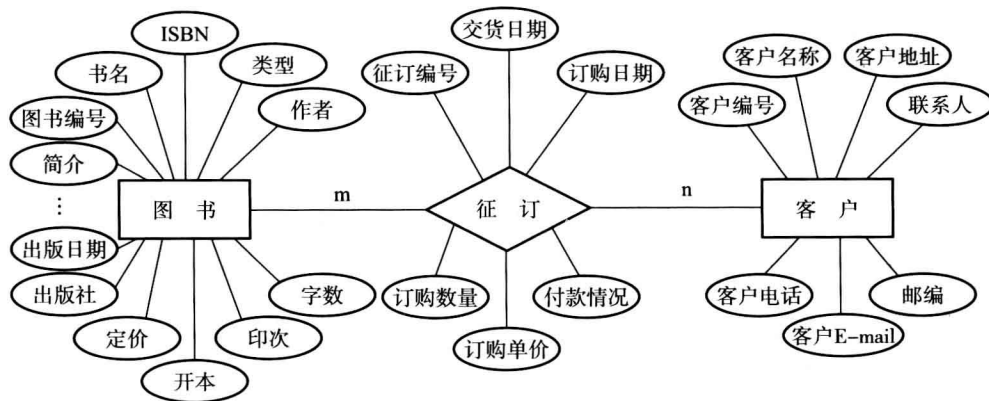 ISBN
书名
类型
图书编号
作者
简介
⋮
图 书
出版日期
出版社
定价
开本
印次
字数
m
交货日期
征订编号
订购日期
征 订
订购数量
订购单价
付款情况
n
客户名称
客户地址
客户编号
联系人
客 户
客户电话
客户E-mail
邮编